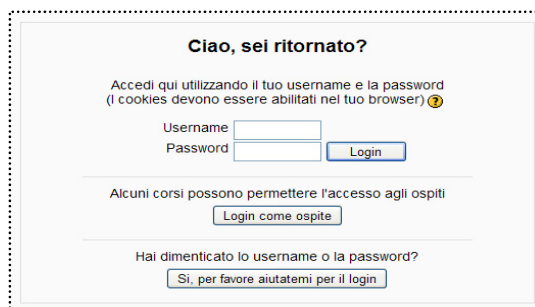 Ciao, sei ritornato?
Accedi qui utilizzando il tuo username e la password
(I cookies devono essere abilitati nel tuo browser) ?
Username
Password Login
Alcuni corsi possono permettere l'accesso agli ospiti
Login come ospite
Hai dimenticato lo username o la password?
Si, per favore aiutatemi per il login